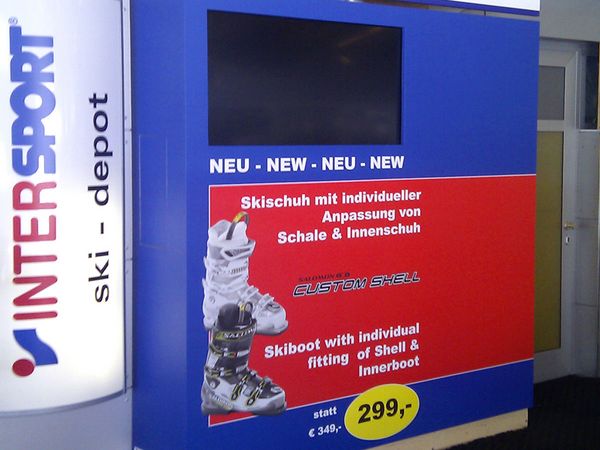 INTERSPORT®
ski - depot
NEU - NEW - NEU - NEW
Skischuh mit individueller
Anpassung von
Schale & Innenschuh
CUSTOM SHELL
Skiboot with individual
fitting of Shell &
Innerboot
statt
€ 349,-
299,-